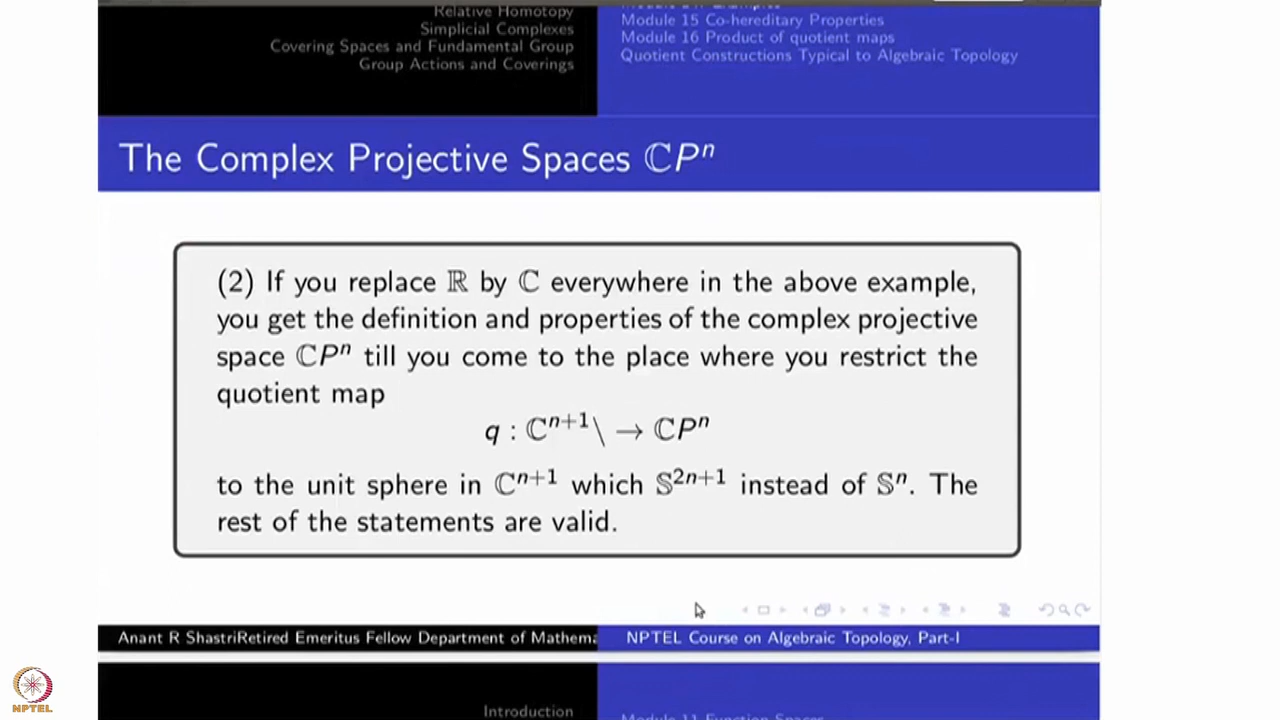 Relative Homotopy
Simplicial Complexes
Covering Spaces and Fundamental Group
Group Actions and Coverings
Module 15 Co-hereditary Properties
Module 16 Product of quotient maps
Quotient Constructions Typical to Algebraic Topology
The Complex Projective Spaces ℂPⁿ
(2) If you replace ℝ by ℂ everywhere in the above example,
you get the definition and properties of the complex projective
space ℂPⁿ till you come to the place where you restrict the
quotient map
q : ℂⁿ⁺¹\ → ℂPⁿ
to the unit sphere in ℂⁿ⁺¹ which 𝕊²ⁿ⁺¹ instead of 𝕊ⁿ. The
rest of the statements are valid.
Anant R ShastriRetired Emeritus Fellow Department of Mathema
NPTEL Course on Algebraic Topology, Part-I
Introduction
Module 11 Function Spaces
NPTEL